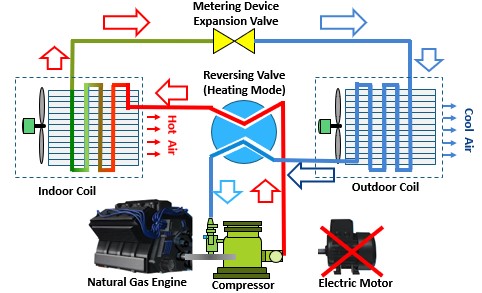 Metering Device
Expansion Valve
Reversing Valve
(Heating Mode)
Hot Air
Cool Air
Indoor Coil
Outdoor Coil
Natural Gas Engine
Compressor
Electric Motor